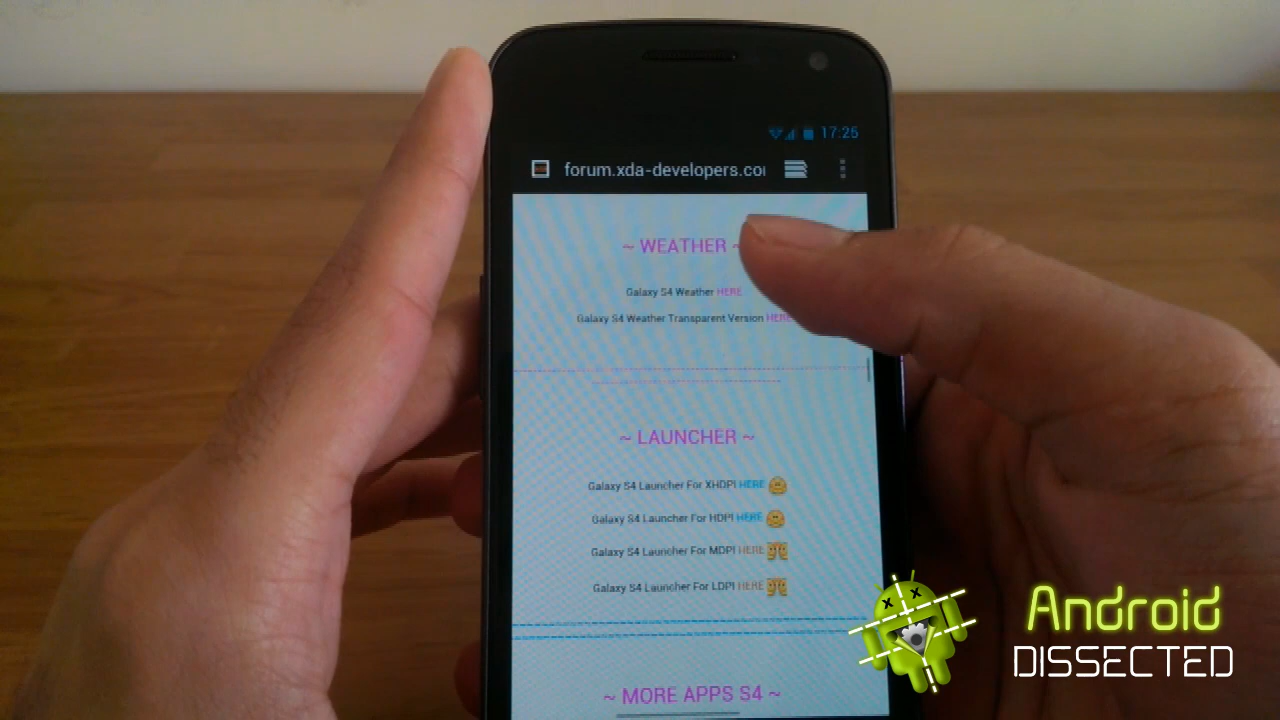 17:25
forum.xda-developers.co
~ WEATHER ~
Galaxy S4 Weather HERE
Galaxy S4 Weather Transparent Version HERE
~ LAUNCHER ~
Galaxy S4 Launcher For XHDPI HERE
Galaxy S4 Launcher For HDPI HERE
Galaxy S4 Launcher For MDPI HERE
Galaxy S4 Launcher For LDPI HERE
~ MORE APPS S4 ~
Android
DISSECTED